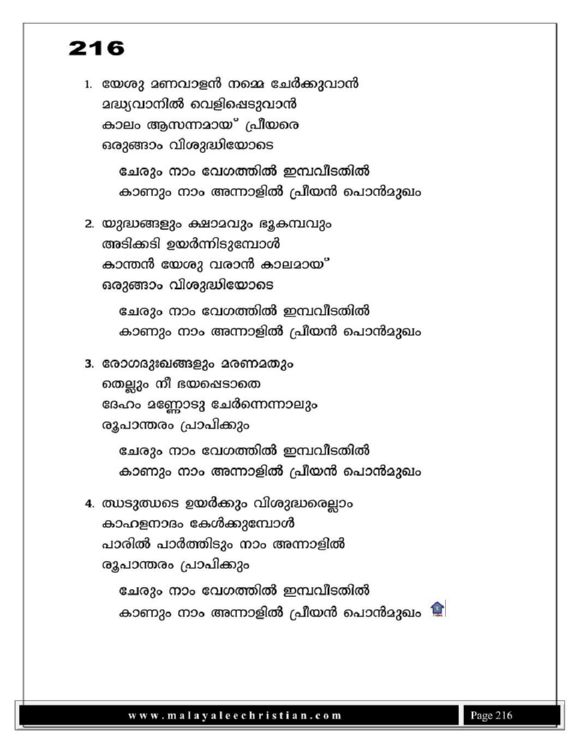 216
1. യേശു മണവാളൻ നമ്മെ ചേർക്കുവാൻ
മദ്ധ്യവാനിൽ വെളിപ്പെടുവാൻ
കാലം ആസന്നമായ് പ്രീയരെ
ഒരുങ്ങാം വിശുദ്ധിയോടെ
ചേരും നാം വേഗത്തിൽ ഇമ്പവീടതിൽ
കാണും നാം അന്നാളിൽ പ്രീയൻ പൊൻമുഖം
2. യുദ്ധങ്ങളും ക്ഷാമവും ഭൂകമ്പവും
അടിക്കടി ഉയർന്നിടുമ്പോൾ
കാന്തൻ യേശു വരാൻ കാലമായ്
ഒരുങ്ങാം വിശുദ്ധിയോടെ
ചേരും നാം വേഗത്തിൽ ഇമ്പവീടതിൽ
കാണും നാം അന്നാളിൽ പ്രീയൻ പൊൻമുഖം
3. രോഗദുഃഖങ്ങളും മരണമതും
തെല്ലും നീ ഭയപ്പെടാതെ
ദേഹം മണ്ണോടു ചേർന്നെന്നാലും
രൂപാന്തരം പ്രാപിക്കും
ചേരും നാം വേഗത്തിൽ ഇമ്പവീടതിൽ
കാണും നാം അന്നാളിൽ പ്രീയൻ പൊൻമുഖം
4. ഝടുഝടെ ഉയർക്കും വിശുദ്ധരെല്ലാം
കാഹളനാദം കേൾക്കുമ്പോൾ
പാരിൽ പാർത്തിടും നാം അന്നാളിൽ
രൂപാന്തരം പ്രാപിക്കും
ചേരും നാം വേഗത്തിൽ ഇമ്പവീടതിൽ
കാണും നാം അന്നാളിൽ പ്രീയൻ പൊൻമുഖം
www.malayaleechristian.com Page 216